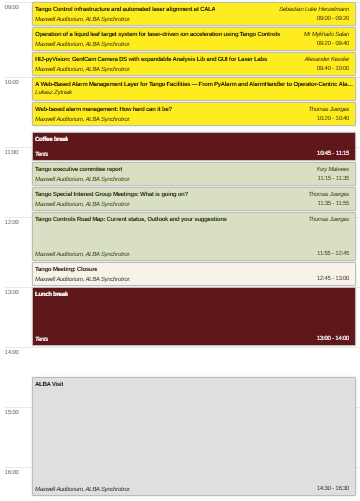 09:00
Tango Control infrastructure and automated laser alignment at CALA
Maxwell Auditorium, ALBA Synchrotron
09:00 - 09:20
Operation of a liquid leaf target system for laser-driven ion acceleration using Tango Controls
Mr Mykhailo Satan
Maxwell Auditorium, ALBA Synchrotron
09:20 - 09:40
HU-pyVision: GenICam Camera DS with expandable Analysis Lib and GUI for Laser Labs
Alexander Kessler
Maxwell Auditorium, ALBA Synchrotron
09:40 - 10:00
10:00
A Web-Based Alarm Management Layer for Tango Facilities — From PyAlarm and AlarmHandler to Operator-Centric Ala...
Lukasz Zytniak
Web-based alarm management: How hard can it be?
Thomas Juerges
Maxwell Auditorium, ALBA Synchrotron
10:20 - 10:40
Coffee break
Tents
10:45 - 11:15
11:00
Tango executive committee report
Maxwell Auditorium, ALBA Synchrotron
11:15 - 11:35
Tango Special Interest Group Meetings: What is going on?
Thomas Juerges
Maxwell Auditorium, ALBA Synchrotron
11:35 - 11:55
12:00
Tango Controls Road Map: Current status, Outlook and your suggestions
Thomas Juerges
Maxwell Auditorium, ALBA Synchrotron
11:55 - 12:45
Tango Meeting: Closure
Maxwell Auditorium, ALBA Synchrotron
12:45 - 13:00
13:00
Lunch break
Tents
13:00 - 14:00
14:00
ALBA Visit
15:00
16:00
Maxwell Auditorium, ALBA Synchrotron
14:30 - 16:30